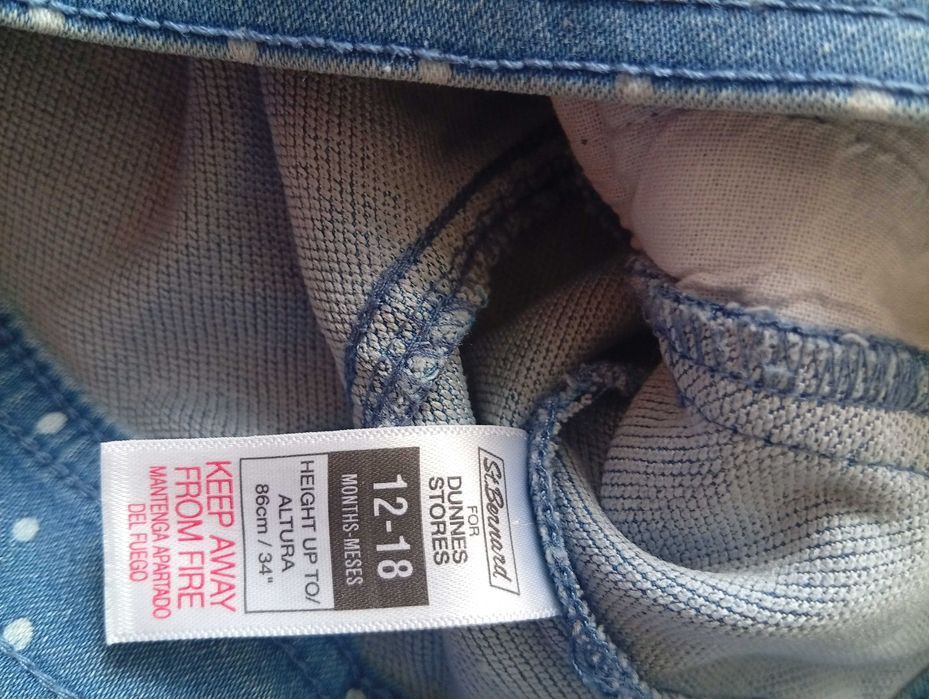 St.Bernard
FOR
DUNNES
STORES
12-18
MONTHS-MESES
HEIGHT UP TO/
ALTURA
86cm / 34"
KEEP AWAY
FROM FIRE
MANTENGA APARTADO
DEL FUEGO